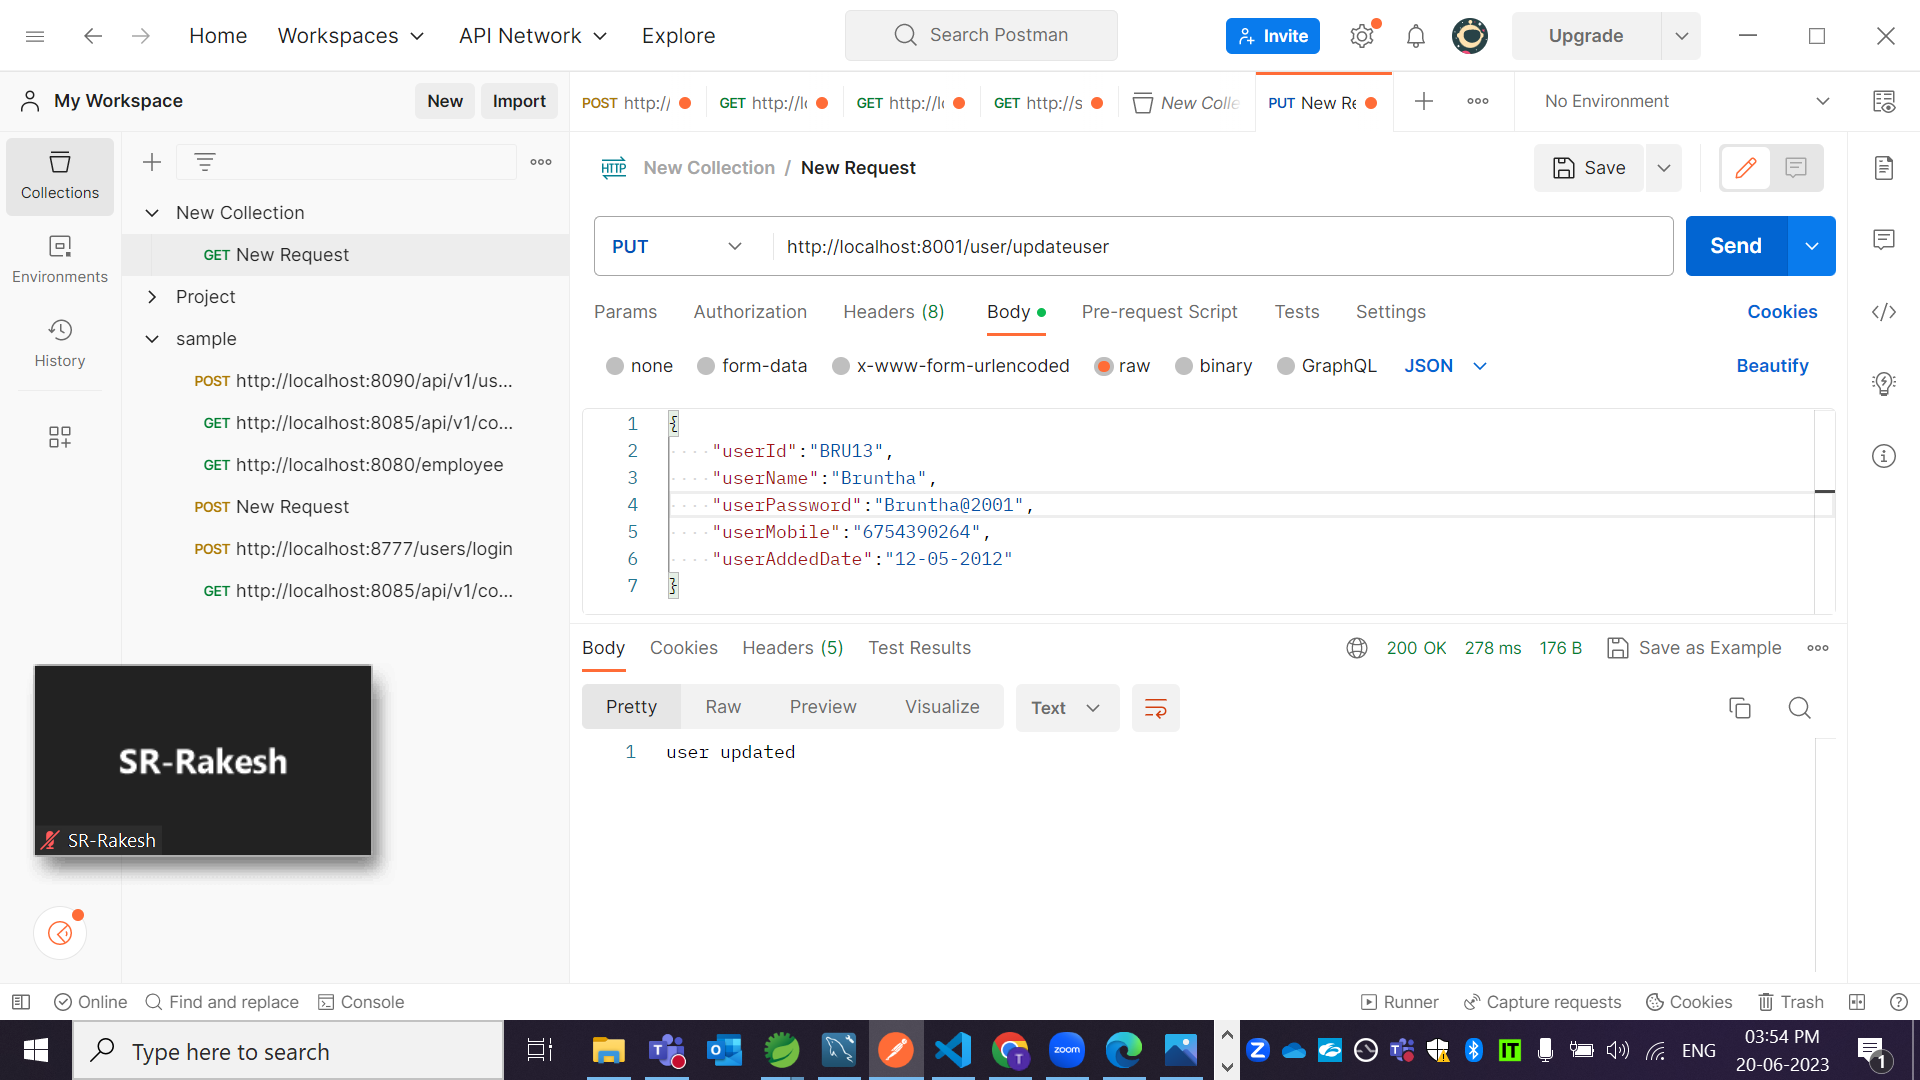 Home
Workspaces
API Network
Explore
Search Postman
Invite
Upgrade
My Workspace
New
Import
POST http:/
GET http://l
GET http://l
GET http://s
New Colle
PUT New Re
No Environment
Collections
Environments
History
New Collection
GET New Request
Project
sample
POST http://localhost:8090/api/v1/us...
GET http://localhost:8085/api/v1/co...
GET http://localhost:8080/employee
POST New Request
POST http://localhost:8777/users/login
GET http://localhost:8085/api/v1/co...
HTTP New Collection / New Request
Save
PUT
http://localhost:8001/user/updateuser
Send
Params
Authorization
Headers (8)
Body
Pre-request Script
Tests
Settings
Cookies
none
form-data
x-www-form-urlencoded
raw
binary
GraphQL
JSON
Beautify
1 {
2 "userId":"BRU13",
3 "userName":"Bruntha",
4 "userPassword":"Bruntha@2001",
5 "userMobile":"6754390264",
6 "userAddedDate":"12-05-2012"
7 }
Body
Cookies
Headers (5)
Test Results
200 OK
278 ms
176 B
Save as Example
Pretty
Raw
Preview
Visualize
Text
1 user updated
SR-Rakesh
SR-Rakesh
Online
Find and replace
Console
Runner
Capture requests
Cookies
Trash
Type here to search
zoom
ENG
03:54 PM
20-06-2023
1